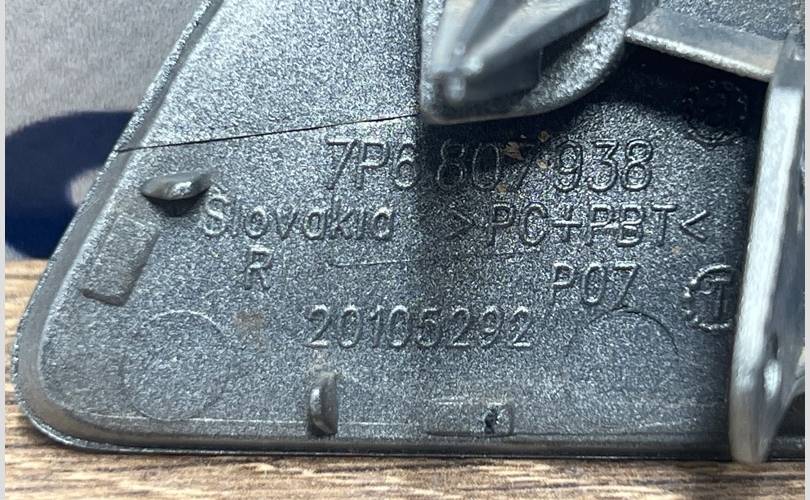 7P6 807 938
Slovakia >PC+PBT<
R P07
20105292